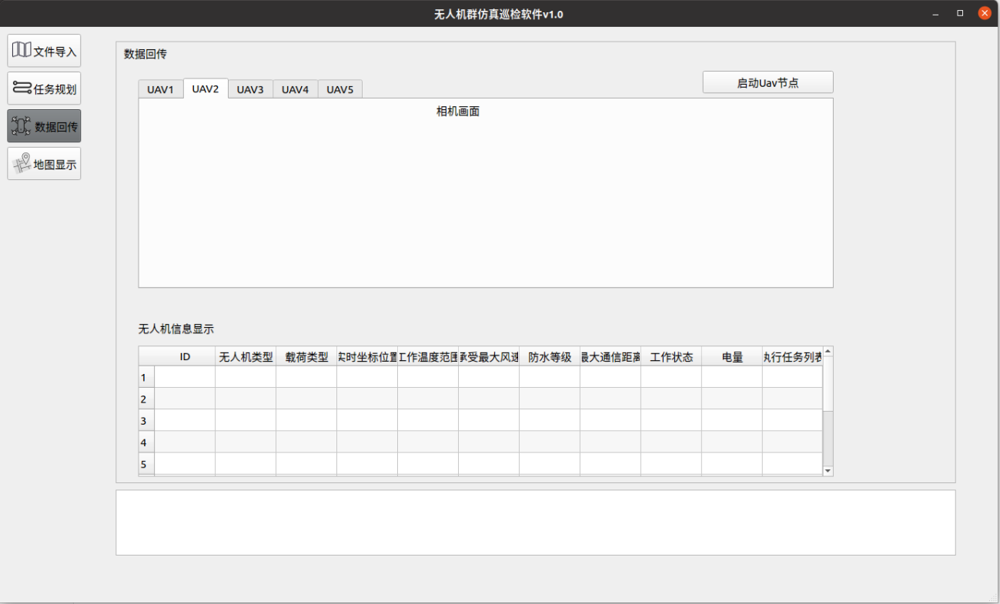 无人机群仿真巡检软件v1.0
文件导入
任务规划
数据回传
地图显示
数据回传
UAV1 UAV2 UAV3 UAV4 UAV5
启动Uav节点
相机画面
无人机信息显示
ID 无人机类型 载荷类型 实时坐标位置 工作温度范围 承受最大风速 防水等级 最大通信距离 工作状态 电量 执行任务列表
1
2
3
4
5